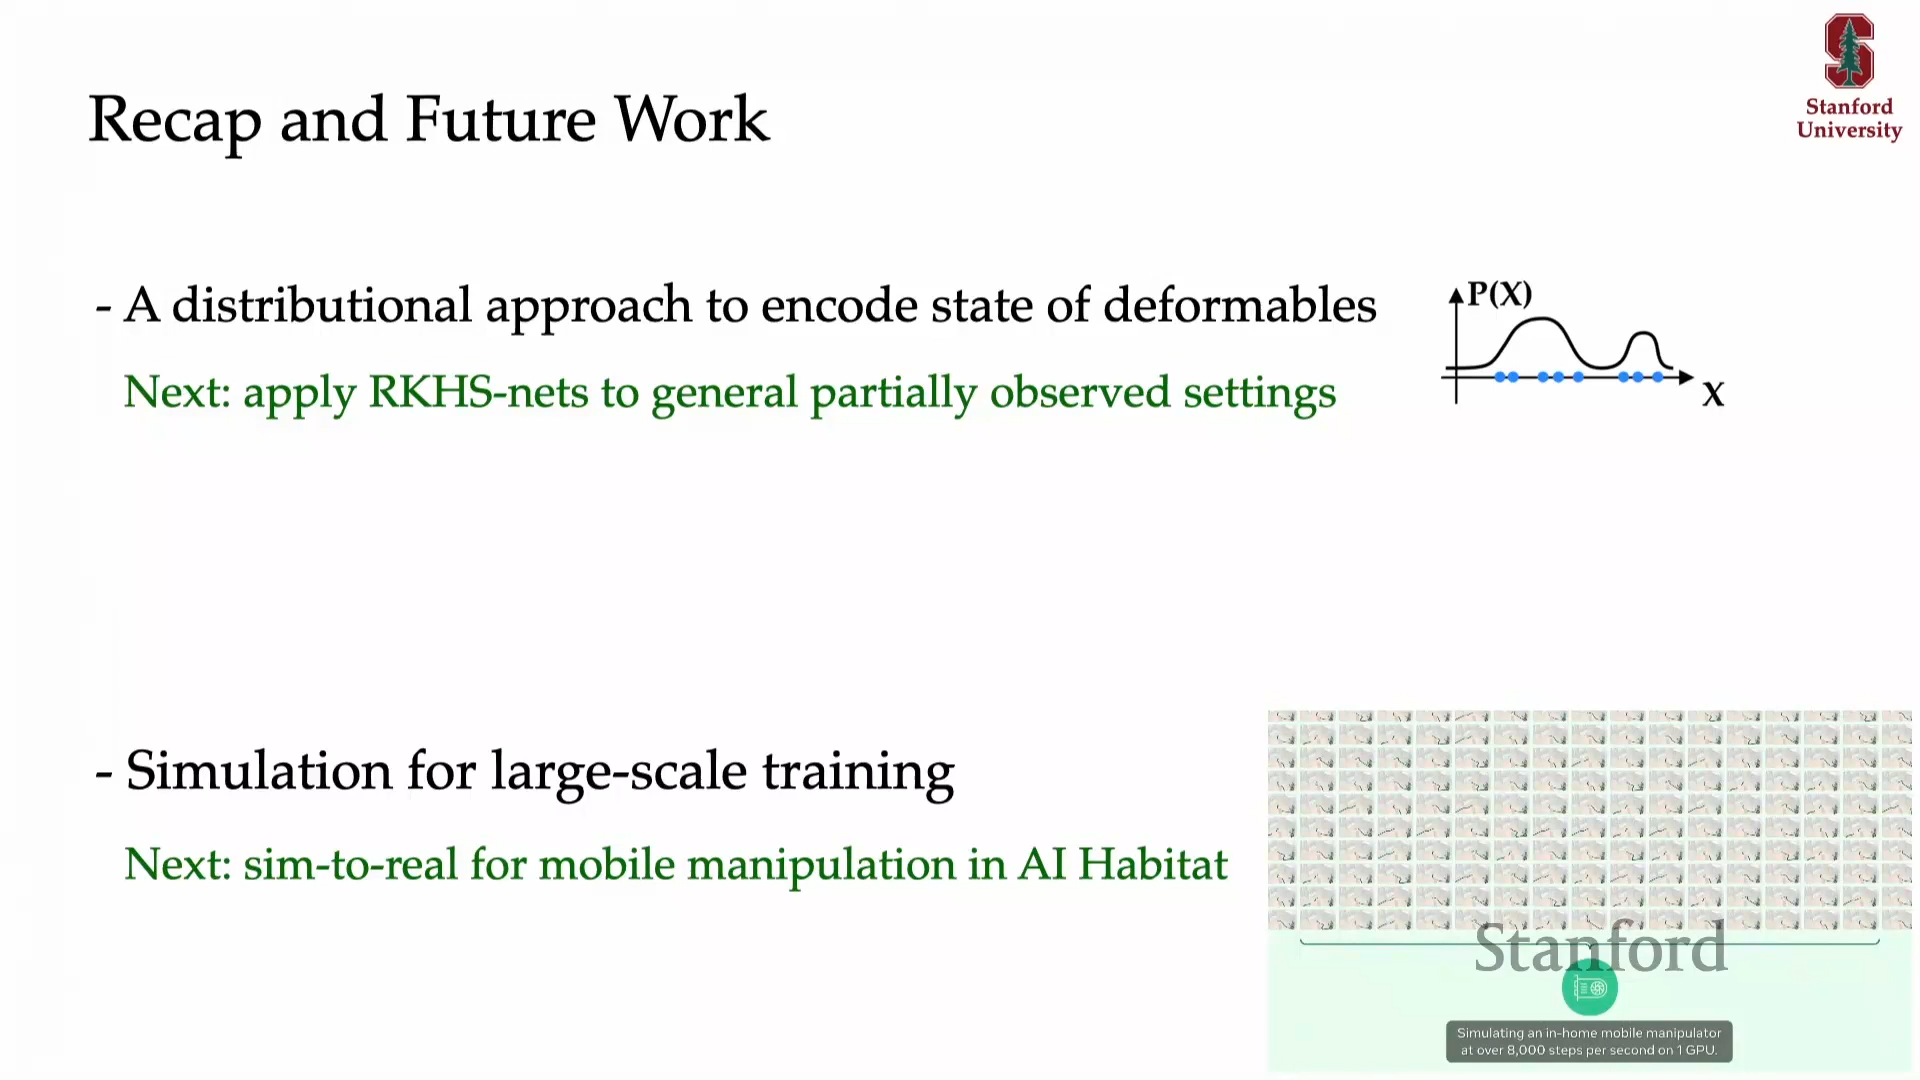 Stanford
University
Recap and Future Work
- A distributional approach to encode state of deformables
Next: apply RKHS-nets to general partially observed settings
P(X)
X
- Simulation for large-scale training
Next: sim-to-real for mobile manipulation in AI Habitat
Stanford
Simulating an in-home mobile manipulator
at over 8,000 steps per second on 1 GPU.